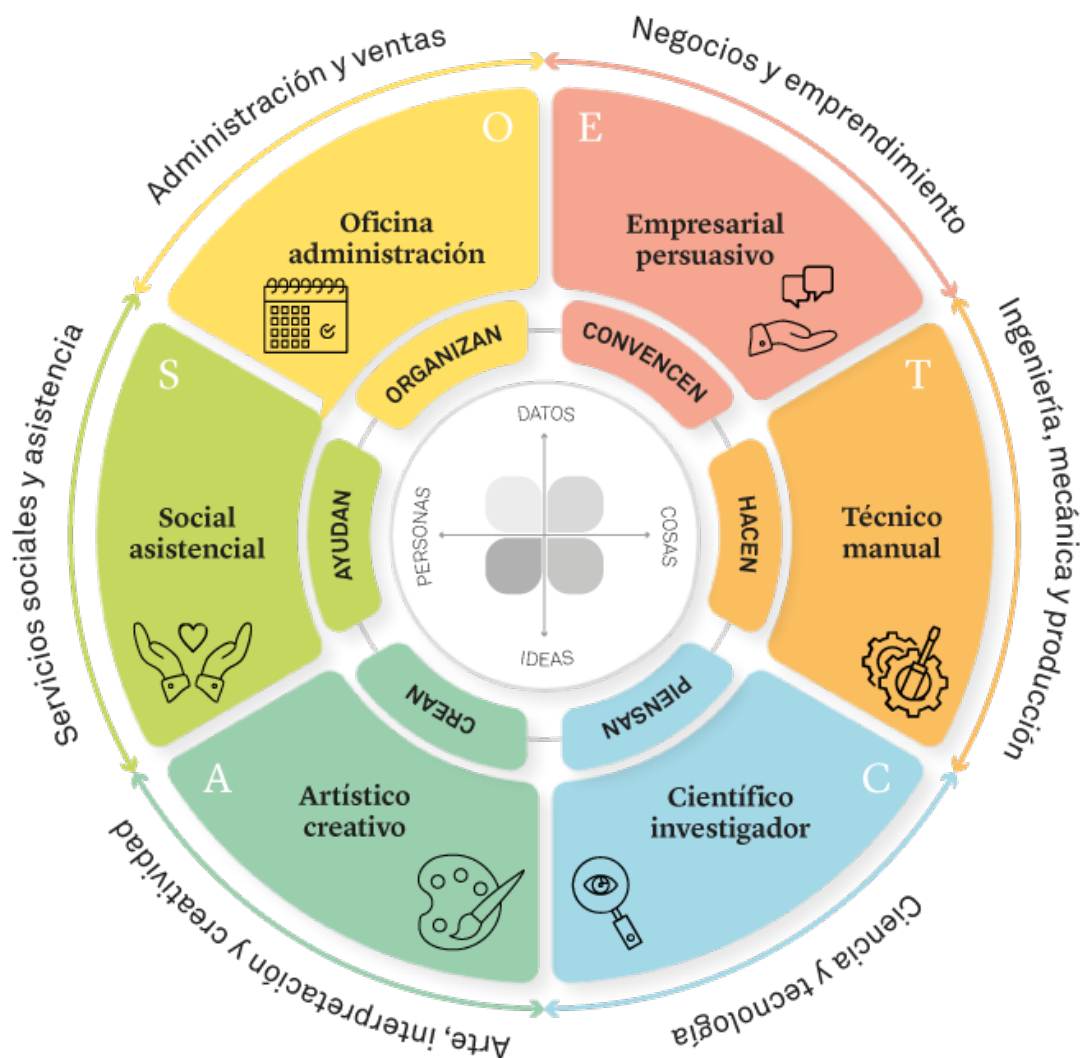 Administración y ventas
Negocios y emprendimiento
O
E
Oficina
administración
Empresarial
persuasivo
ORGANIZAN
CONVENCEN
Servicios sociales y asistencia
Ingeniería, mecánica y producción
S
T
DATOS
PERSONAS
COSAS
IDEAS
AYUDAN
HACEN
Social
asistencial
Técnico
manual
CREAN
PIENSAN
A
C
Artístico
creativo
Científico
investigador
Arte, interpretación y creatividad
Ciencia y tecnología